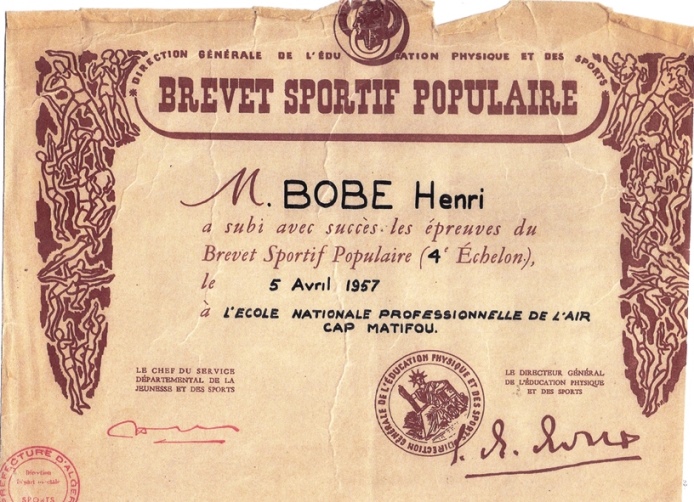 DIRECTION GÉNÉRALE DE L'ÉDUCATION PHYSIQUE ET DES SPORTS
BREVET SPORTIF POPULAIRE
M. BOBE Henri
a subi avec succès les épreuves du
Brevet Sportif Populaire (4e Échelon),
le 5 Avril 1957
à L'ECOLE NATIONALE PROFESSIONNELLE DE L'AIR
CAP MATIFOU.
LE CHEF DU SERVICE
DÉPARTEMENTAL DE LA
JEUNESSE ET DES SPORTS
DIRECTION GÉNÉRALE DE L'ÉDUCATION PHYSIQUE ET DES SPORTS
LE DIRECTEUR GÉNÉRAL
DE L'ÉDUCATION PHYSIQUE
ET DES SPORTS
PRÉFECTURE D'ALGER
Direction
SPORTS